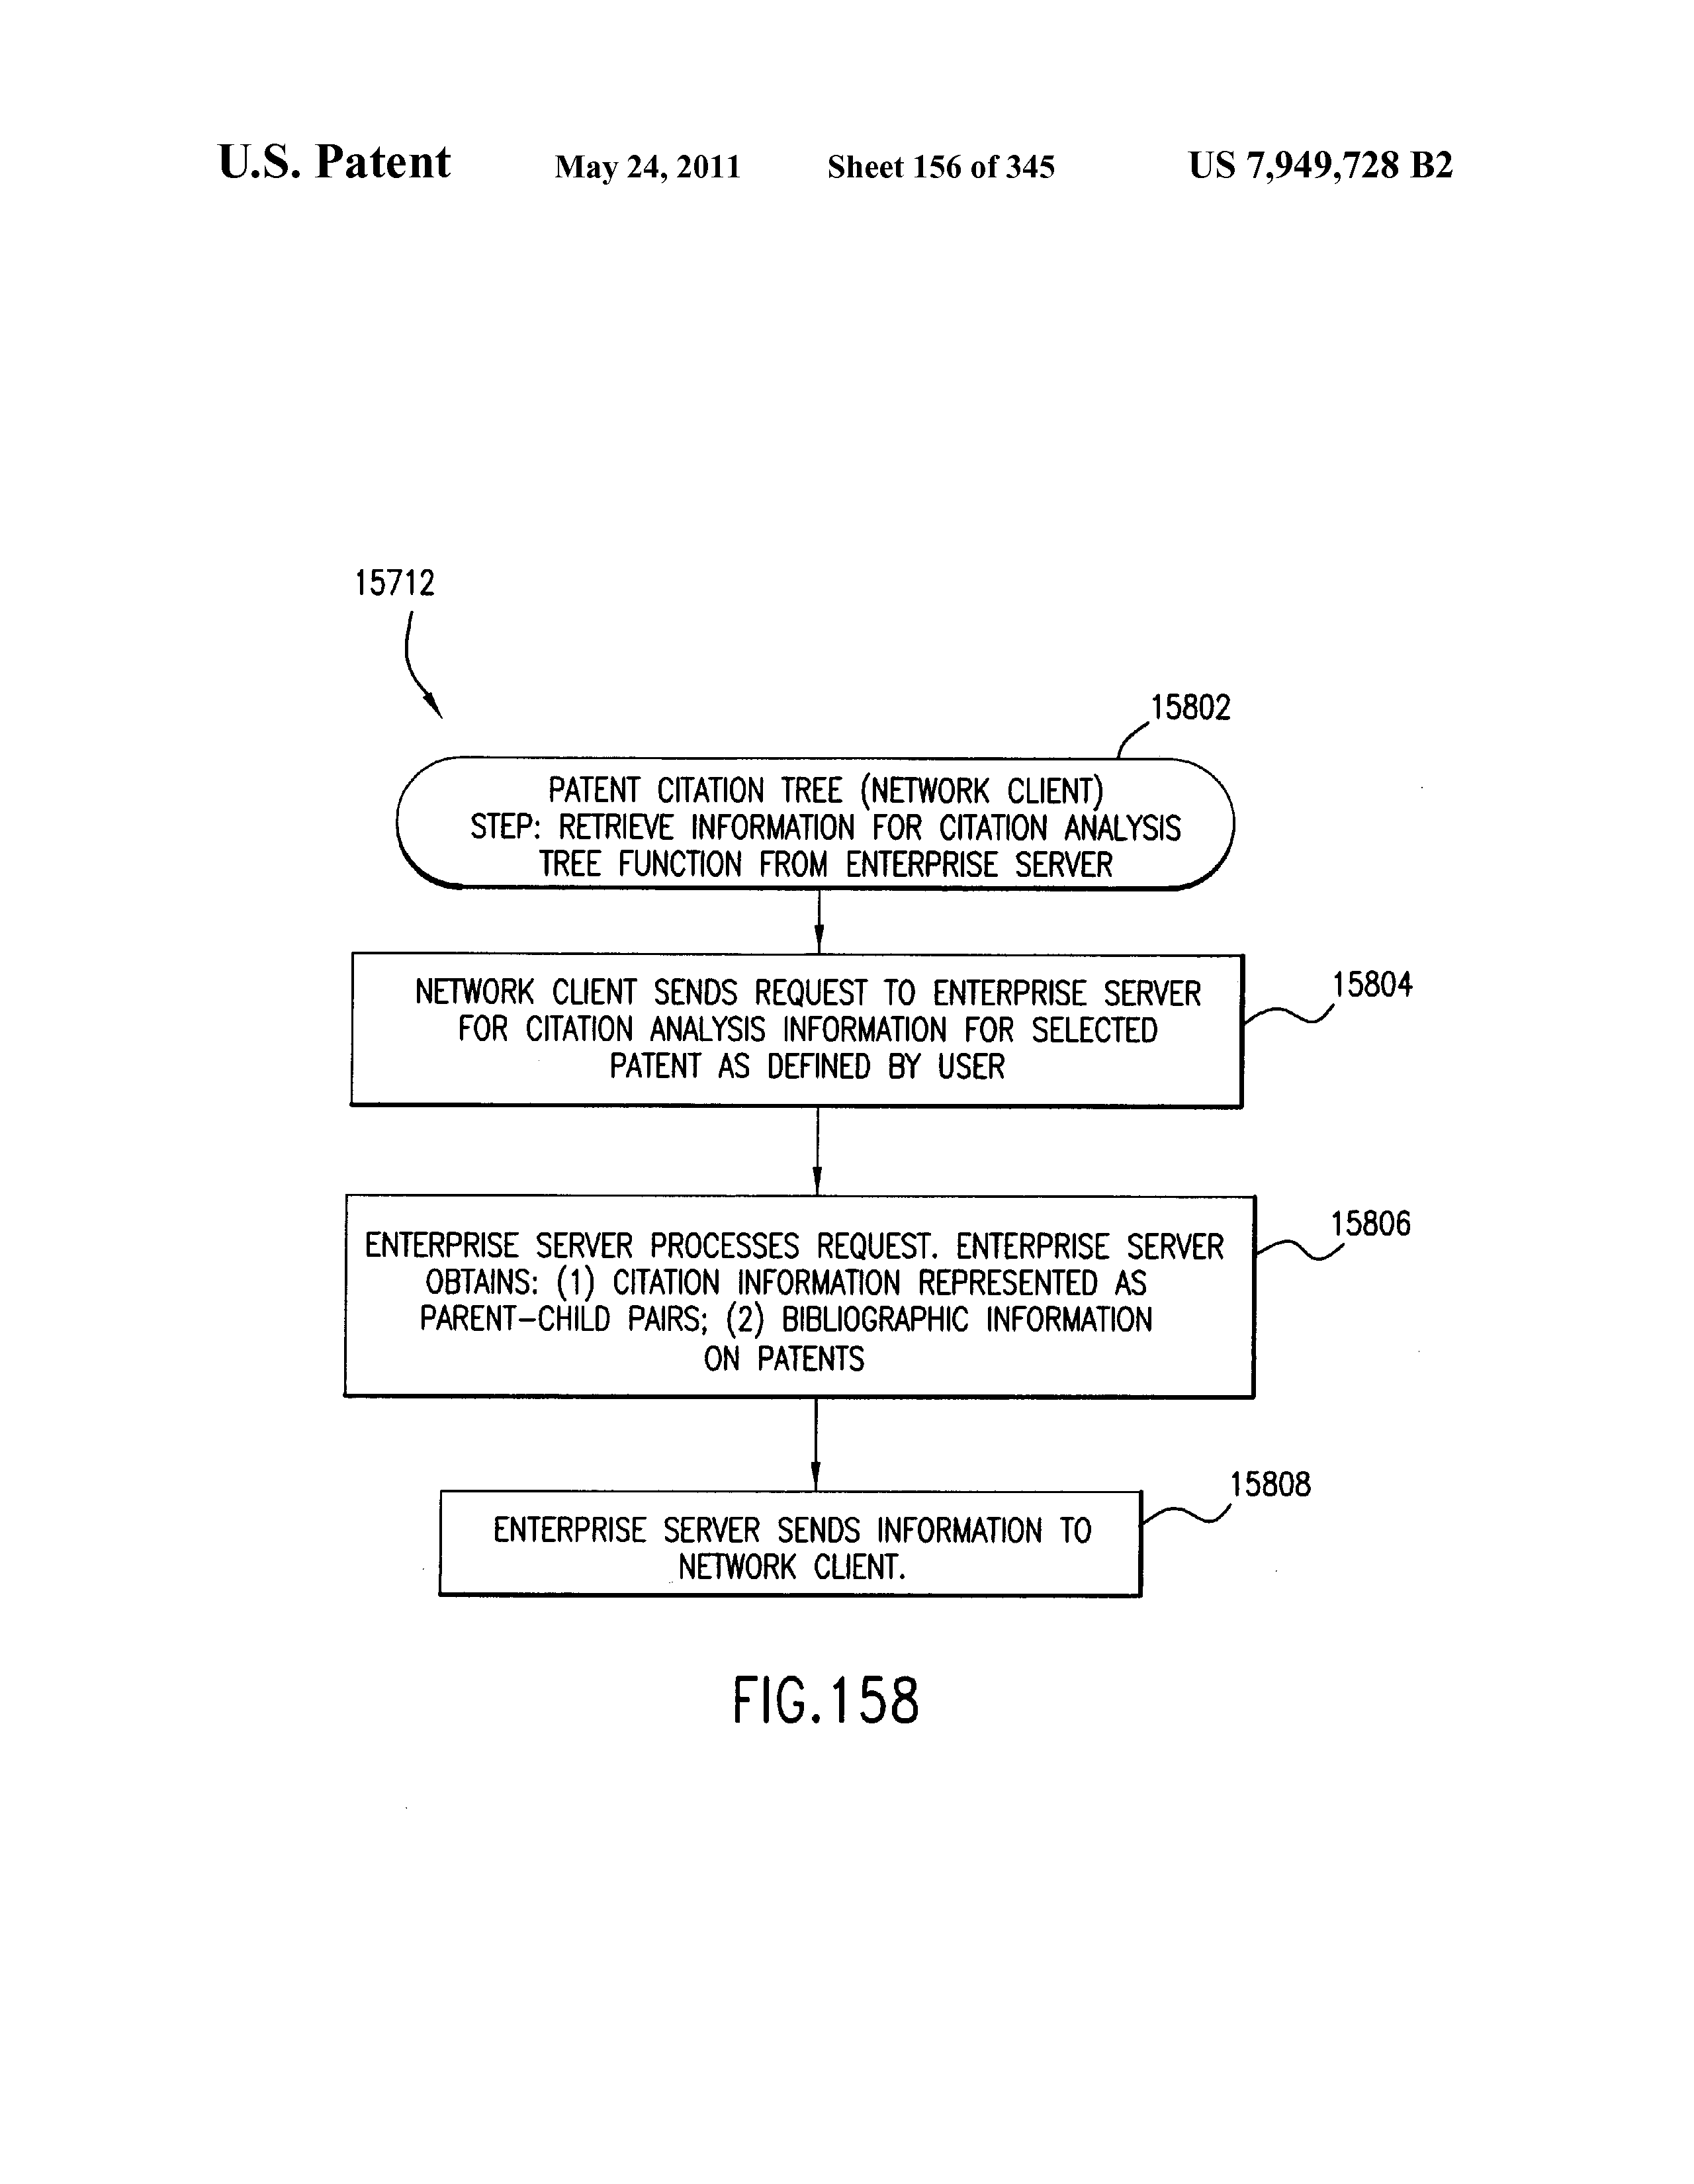 U.S. Patent May 24, 2011 Sheet 156 of 345 US 7,949,728 B2
15712
15802
PATENT CITATION TREE (NETWORK CLIENT)
STEP: RETRIEVE INFORMATION FOR CITATION ANALYSIS
TREE FUNCTION FROM ENTERPRISE SERVER
15804
NETWORK CLIENT SENDS REQUEST TO ENTERPRISE SERVER
FOR CITATION ANALYSIS INFORMATION FOR SELECTED
PATENT AS DEFINED BY USER
15806
ENTERPRISE SERVER PROCESSES REQUEST. ENTERPRISE SERVER
OBTAINS: (1) CITATION INFORMATION REPRESENTED AS
PARENT-CHILD PAIRS; (2) BIBLIOGRAPHIC INFORMATION
ON PATENTS
15808
ENTERPRISE SERVER SENDS INFORMATION TO
NETWORK CLIENT.
FIG.158